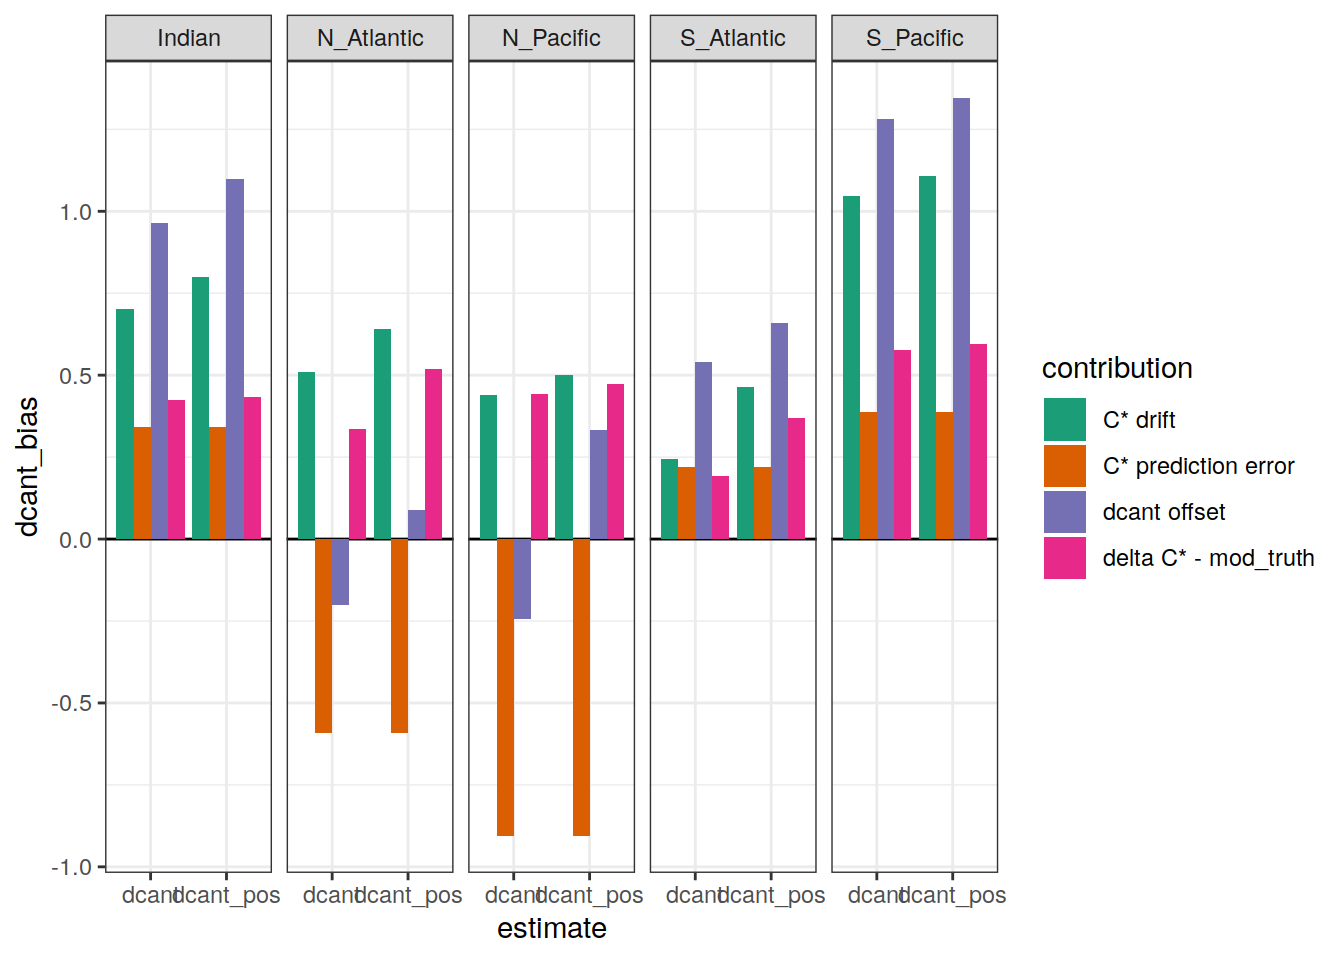 Indian N_Atlantic N_Pacific S_Atlantic S_Pacific
dcant_bias
1.0
0.5
0.0
-0.5
-1.0
dcant dcant_pos dcant dcant_pos dcant dcant_pos dcant dcant_pos dcant dcant_pos
estimate
contribution
C* drift
C* prediction error
dcant offset
delta C* - mod_truth